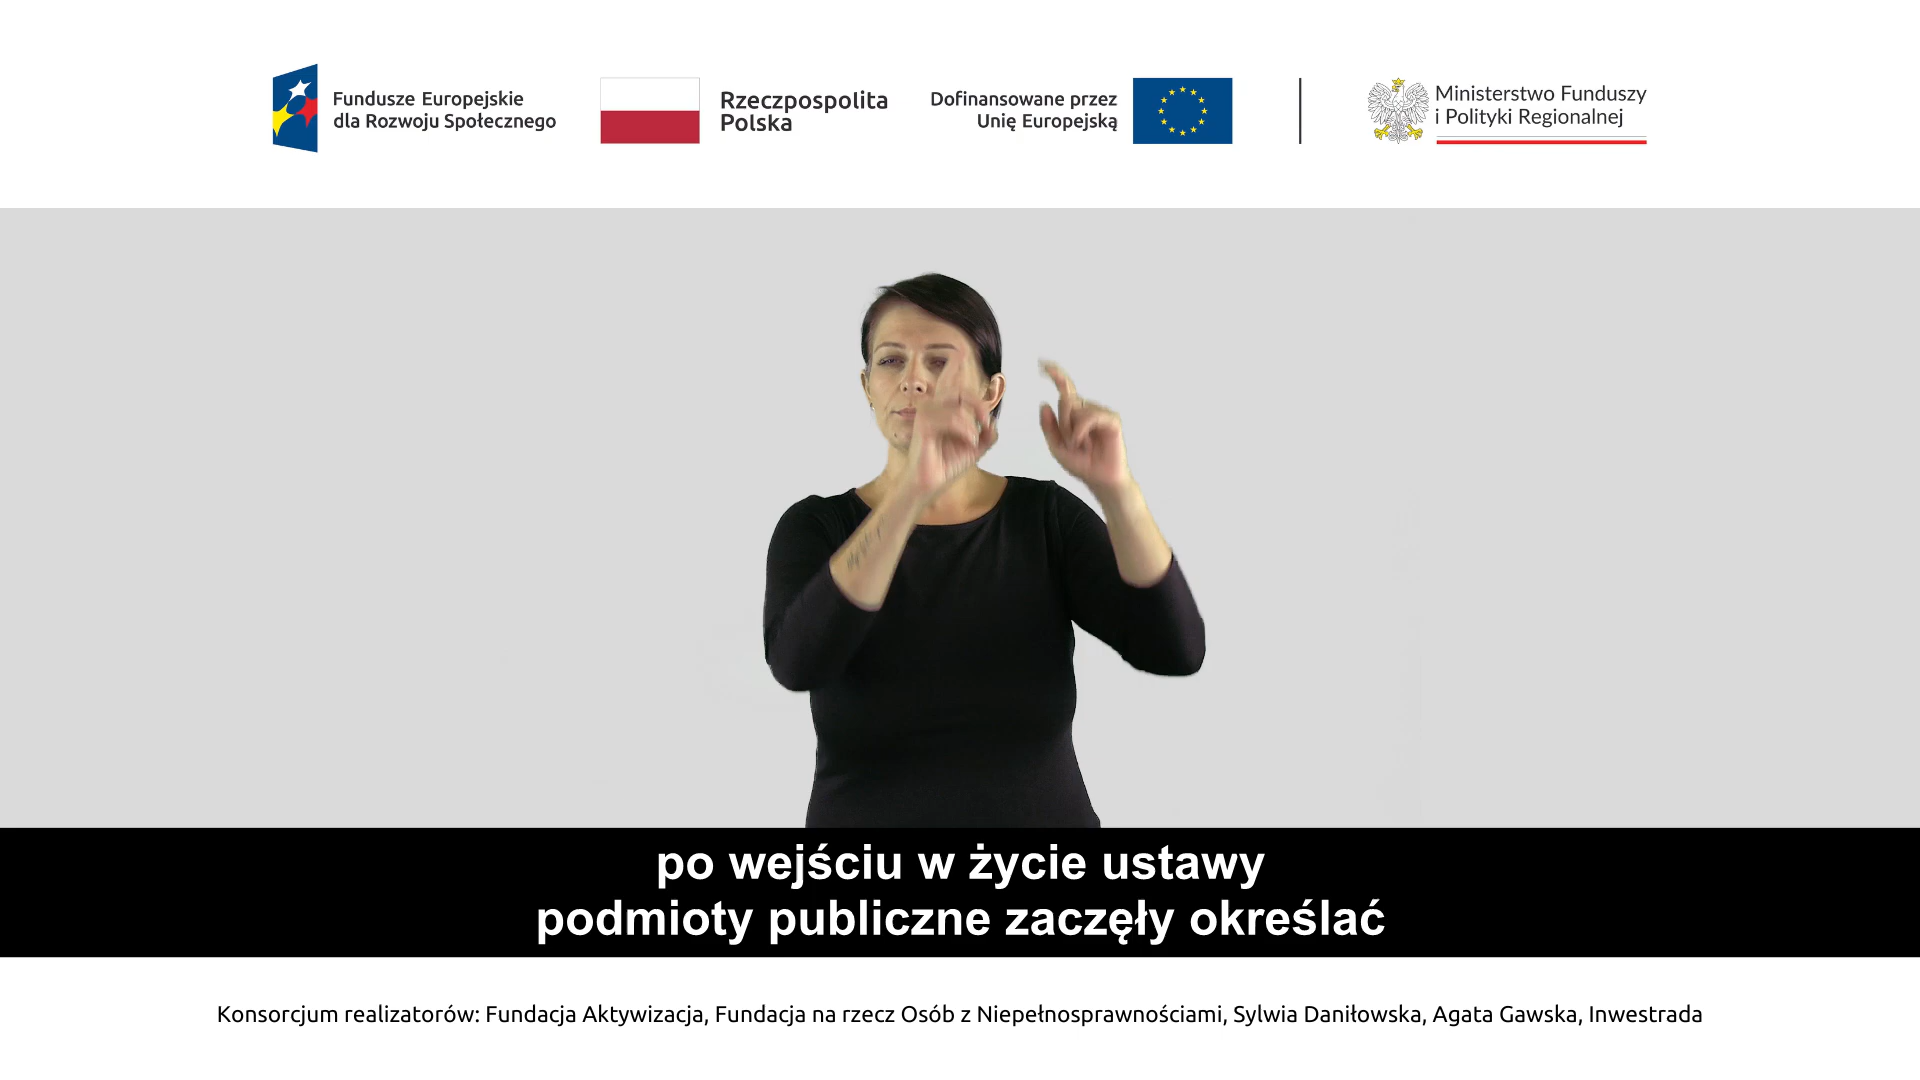 Fundusze Europejskie
dla Rozwoju Społecznego
Rzeczpospolita
Polska
Dofinansowane przez
Unię Europejską
Ministerstwo Funduszy
i Polityki Regionalnej
po wejściu w życie ustawy
podmioty publiczne zaczęły określać
Konsorcjum realizatorów: Fundacja Aktywizacja, Fundacja na rzecz Osób z Niepełnosprawnościami, Sylwia Daniłowska, Agata Gawska, Inwestrada